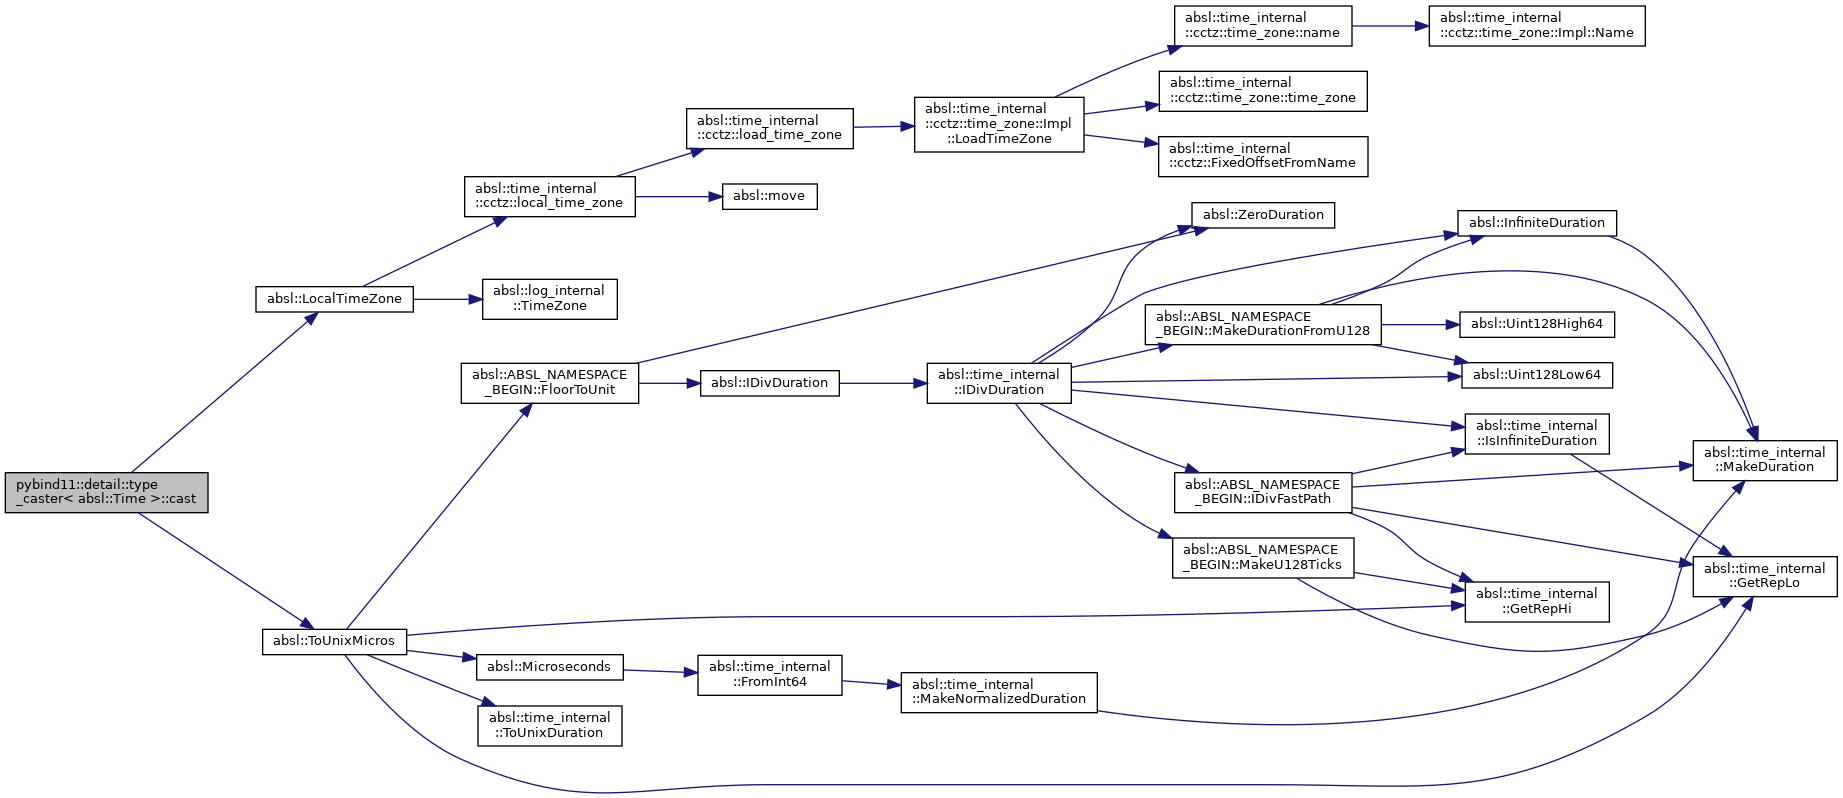 absl::time_internal
::cctz::time_zone::name
absl::time_internal
::cctz::time_zone::Impl::Name
absl::time_internal
::cctz::time_zone::time_zone
absl::time_internal
::cctz::load_time_zone
absl::time_internal
::cctz::time_zone::Impl
::LoadTimeZone
absl::time_internal
::cctz::FixedOffsetFromName
absl::time_internal
::cctz::local_time_zone
absl::move
absl::ZeroDuration
absl::InfiniteDuration
absl::LocalTimeZone
absl::log_internal
::TimeZone
absl::ABSL_NAMESPACE
_BEGIN::MakeDurationFromU128
absl::Uint128High64
absl::Uint128Low64
absl::ABSL_NAMESPACE
_BEGIN::FloorToUnit
absl::IDivDuration
absl::time_internal
::IDivDuration
absl::time_internal
::IsInfiniteDuration
absl::time_internal
::MakeDuration
pybind11::detail::type
_caster< absl::Time >::cast
absl::ABSL_NAMESPACE
_BEGIN::IDivFastPath
absl::ABSL_NAMESPACE
_BEGIN::MakeU128Ticks
absl::time_internal
::GetRepLo
absl::time_internal
::GetRepHi
absl::ToUnixMicros
absl::Microseconds
absl::time_internal
::FromInt64
absl::time_internal
::MakeNormalizedDuration
absl::time_internal
::ToUnixDuration